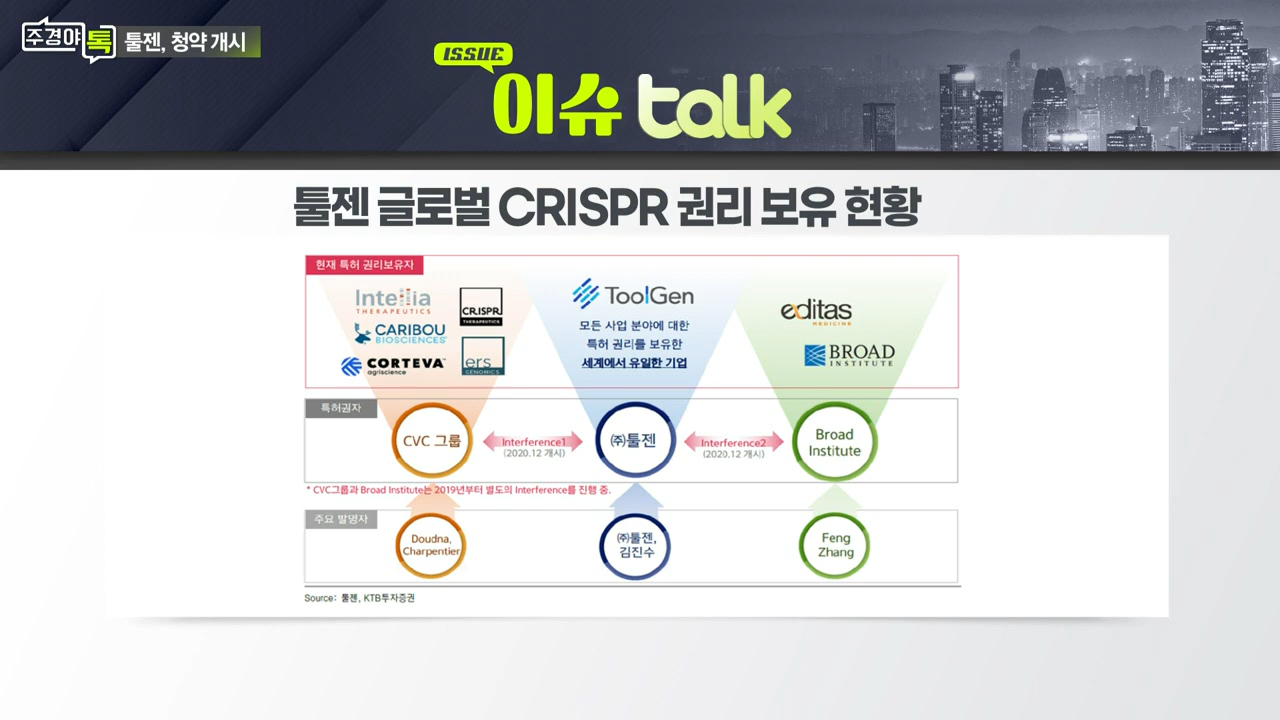 주경야톡 툴젠, 청약 개시
ISSUE
이슈 talk
툴젠 글로벌 CRISPR 권리 보유 현황
현재 특허 권리보유자
Intellia
THERAPEUTICS
CRISPR
THERAPEUTICS
CARIBOU
BIOSCIENCES
CORTEVA™
agriscience
ers
GENOMICS
ToolGen
모든 사업 분야에 대한
특허 권리를 보유한
세계에서 유일한 기업
editas
MEDICINE
BROAD
INSTITUTE
특허권자
CVC 그룹
Interference1
(2020.12 개시)
㈜툴젠
Interference2
(2020.12 개시)
Broad
Institute
* CVC그룹과 Broad Institute는 2019년부터 별도의 Interference를 진행 중.
주요 발명자
Doudna,
Charpentier
㈜툴젠,
김진수
Feng
Zhang
Source: 툴젠, KTB투자증권